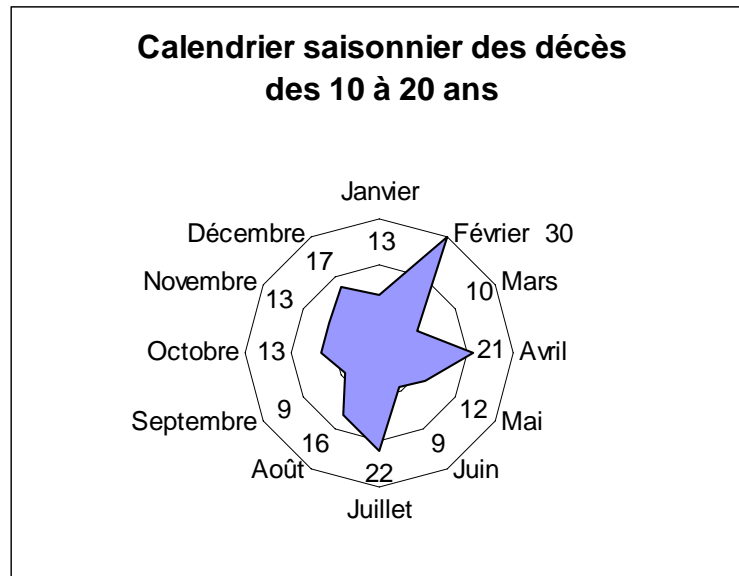 Calendrier saisonnier des décès
des 10 à 20 ans
Janvier
13
Février 30
Mars
10
Avril
21
Mai
12
Juin
9
Juillet
22
Août
16
Septembre
9
Octobre
13
Novembre
13
Décembre
17